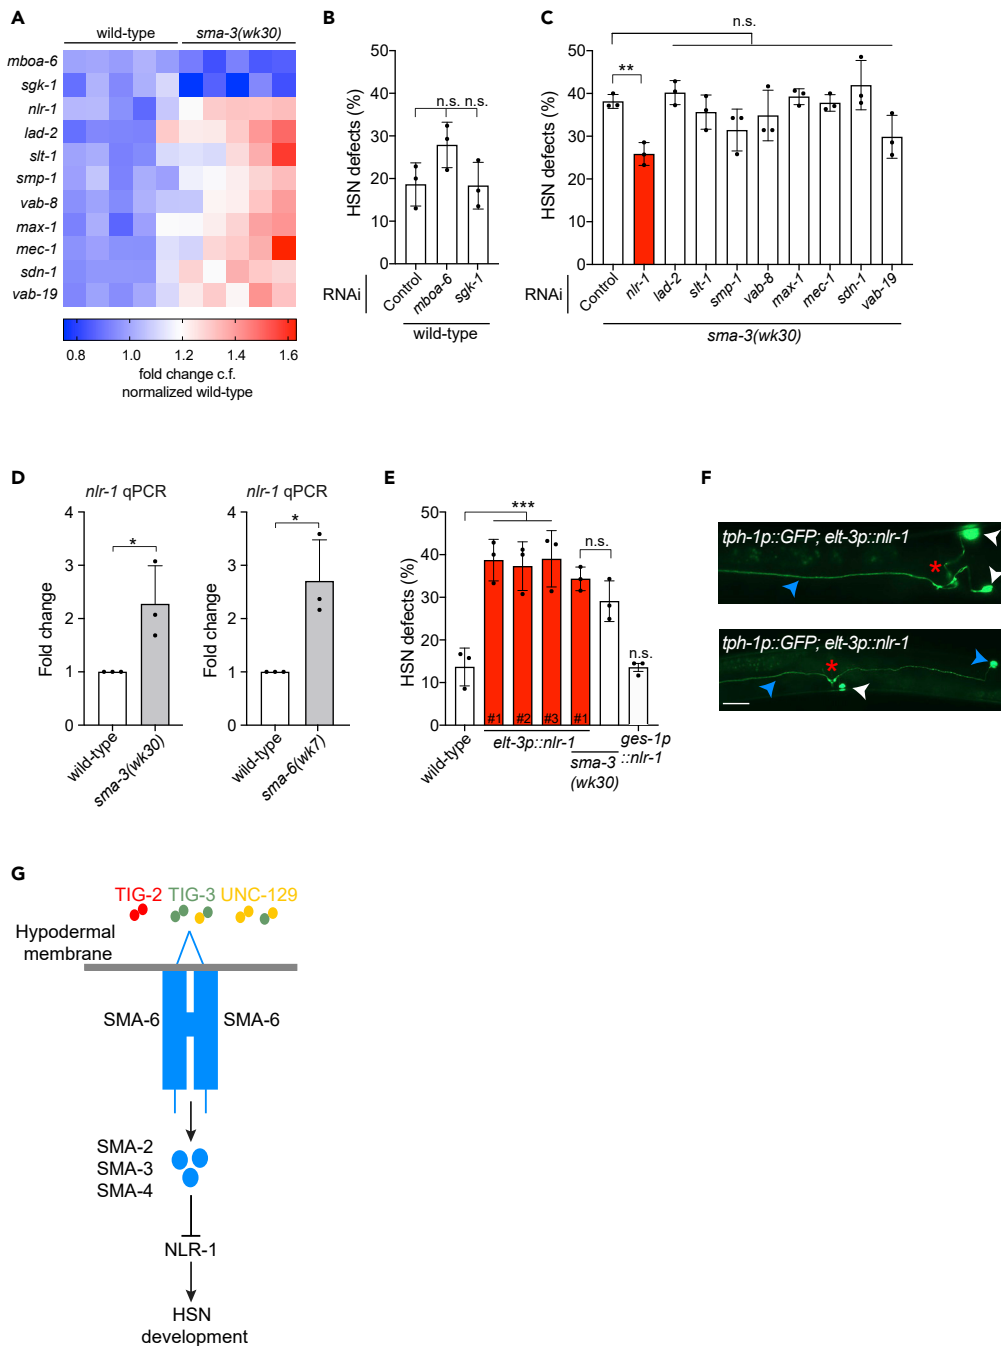 A
wild-type
sma-3(wk30)
mboa-6
sgk-1
nlr-1
lad-2
slt-1
smp-1
vab-8
max-1
mec-1
sdn-1
vab-19
0.8 1.0 1.2 1.4 1.6
fold change c.f.
normalized wild-type
B
HSN defects (%)
50
40
30
20
10
0
n.s. n.s.
RNAi
Control
mboa-6
sgk-1
wild-type
C
HSN defects (%)
50
40
30
20
10
0
n.s.
**
RNAi
Control
nlr-1
lad-2
slt-1
smp-1
vab-8
max-1
mec-1
sdn-1
vab-19
sma-3(wk30)
D
nlr-1 qPCR
Fold change
4
3
2
1
0
*
wild-type
sma-3(wk30)
nlr-1 qPCR
Fold change
4
3
2
1
0
*
wild-type
sma-6(wk7)
E
HSN defects (%)
50
40
30
20
10
0
***
n.s.
n.s.
#1
#2
#3
#1
wild-type
elt-3p::nlr-1
sma-3
(wk30)
ges-1p
::nlr-1
F
tph-1p::GFP; elt-3p::nlr-1
*
tph-1p::GFP; elt-3p::nlr-1
*
G
TIG-2 TIG-3 UNC-129
Hypodermal
membrane
SMA-6
SMA-6
SMA-2
SMA-3
SMA-4
NLR-1
HSN
development